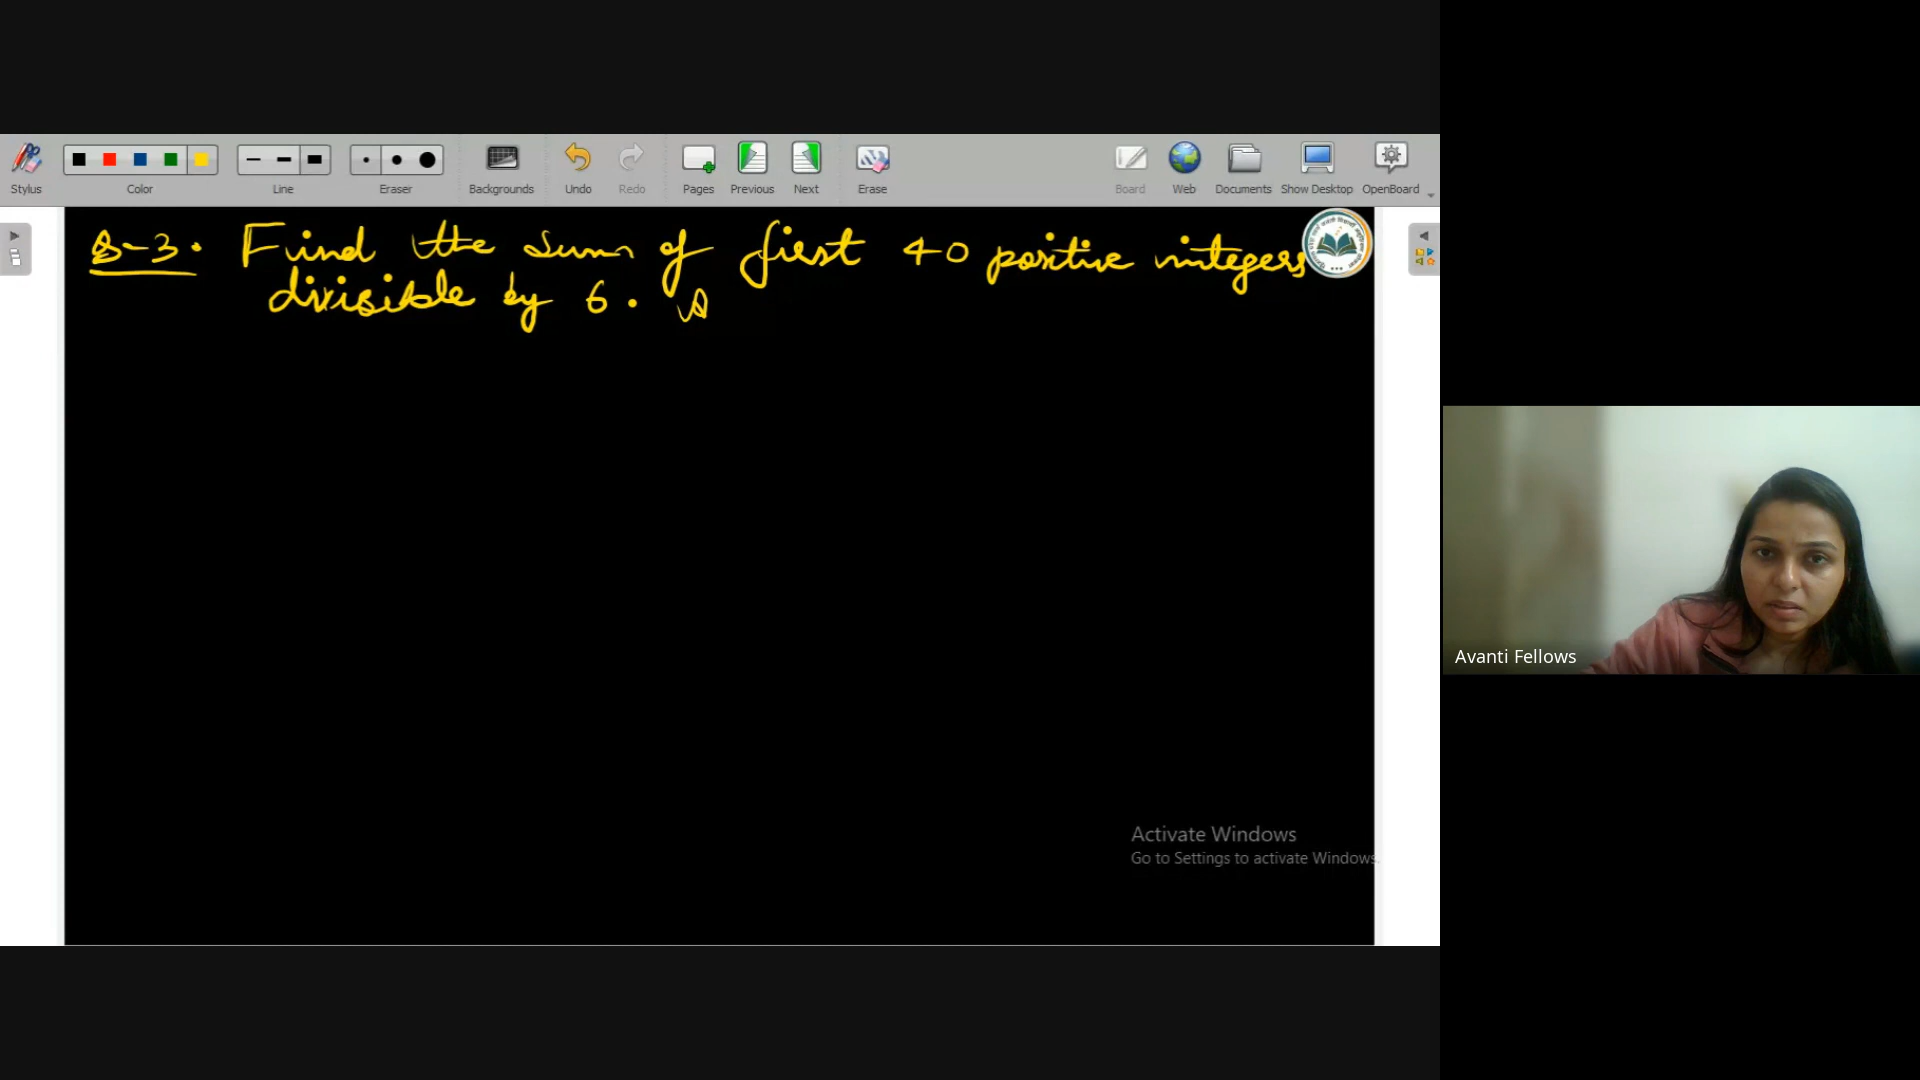 Stylus Color Line Eraser Backgrounds Undo Redo Pages Previous Next Erase Board Web Documents Show Desktop OpenBoard
Q-3. Find the sum of first 40 positive integers
divisible by 6.
Avanti Fellows
Activate Windows
Go to Settings to activate Windows.